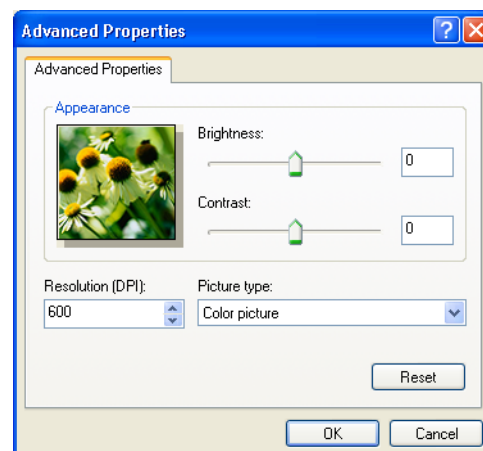 Advanced Properties
Advanced Properties
Appearance
Brightness:
0
Contrast:
0
Resolution (DPI):
Picture type:
600
Color picture
Reset
OK
Cancel